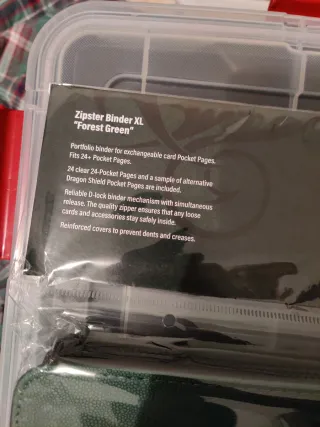 Zipster Binder XL
"Forest Green"
Portfolio binder for exchangeable card Pocket Pages.
Fits 24+ Pocket Pages.
24 clear 24-Pocket Pages and a sample of alternative
Dragon Shield Pocket Pages are included.
Reliable D-lock binder mechanism with simultaneous
release. The quality zipper ensures that any loose
cards and accessories stay safely inside.
Reinforced covers to prevent dents and creases.